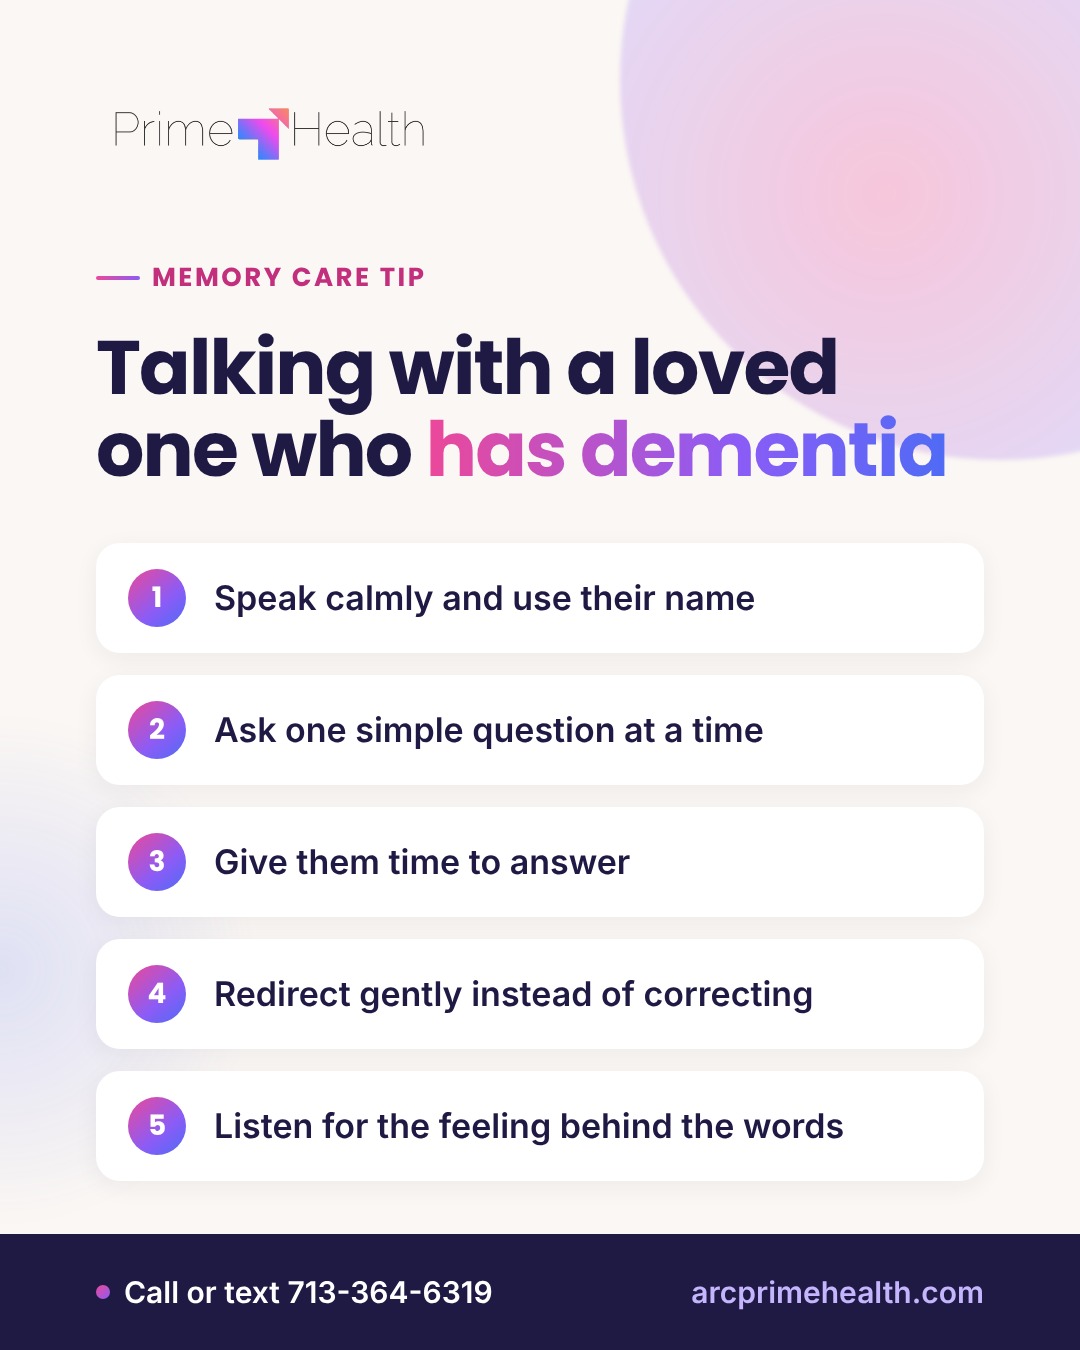 Prime Health
MEMORY CARE TIP
Talking with a loved
one who has dementia
1 Speak calmly and use their name
2 Ask one simple question at a time
3 Give them time to answer
4 Redirect gently instead of correcting
5 Listen for the feeling behind the words
Call or text 713-364-6319 arcprimehealth.com